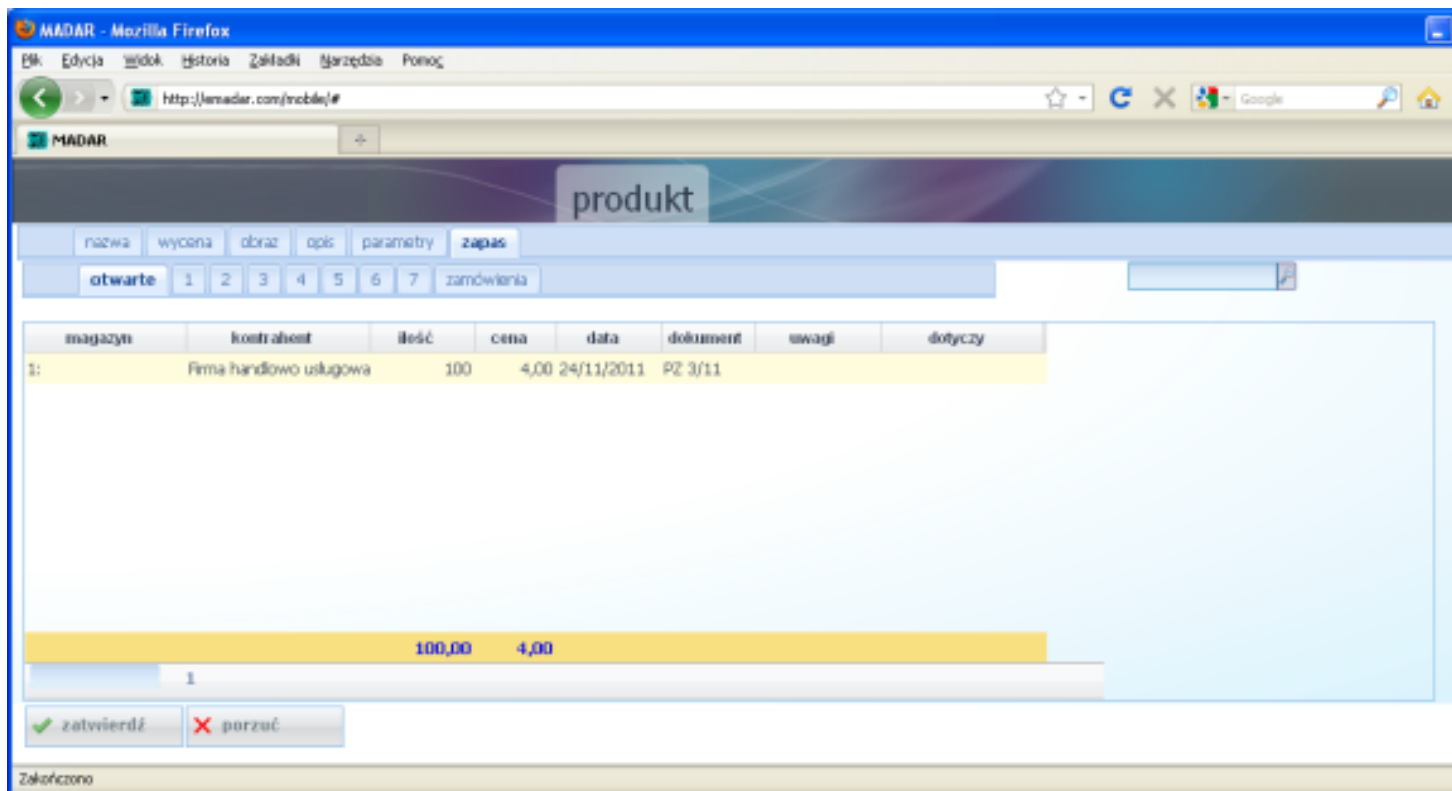 MADAR - Mozilla Firefox
Plik Edycja Widok Historia Zakładki Narzędzia Pomoc
http://emadar.com/mobile/# Google
MADAR
produkt
nazwa wycena obraz opis parametry zapas
otwarte 1 2 3 4 5 6 7 zamówienia
magazyn kontrahent ilość cena data dokument uwagi dotyczy
1: Firma handlowo usługowa 100 4,00 24/11/2011 PZ 3/11
100,00 4,00
1
zatwierdź porzuć
Zakończono